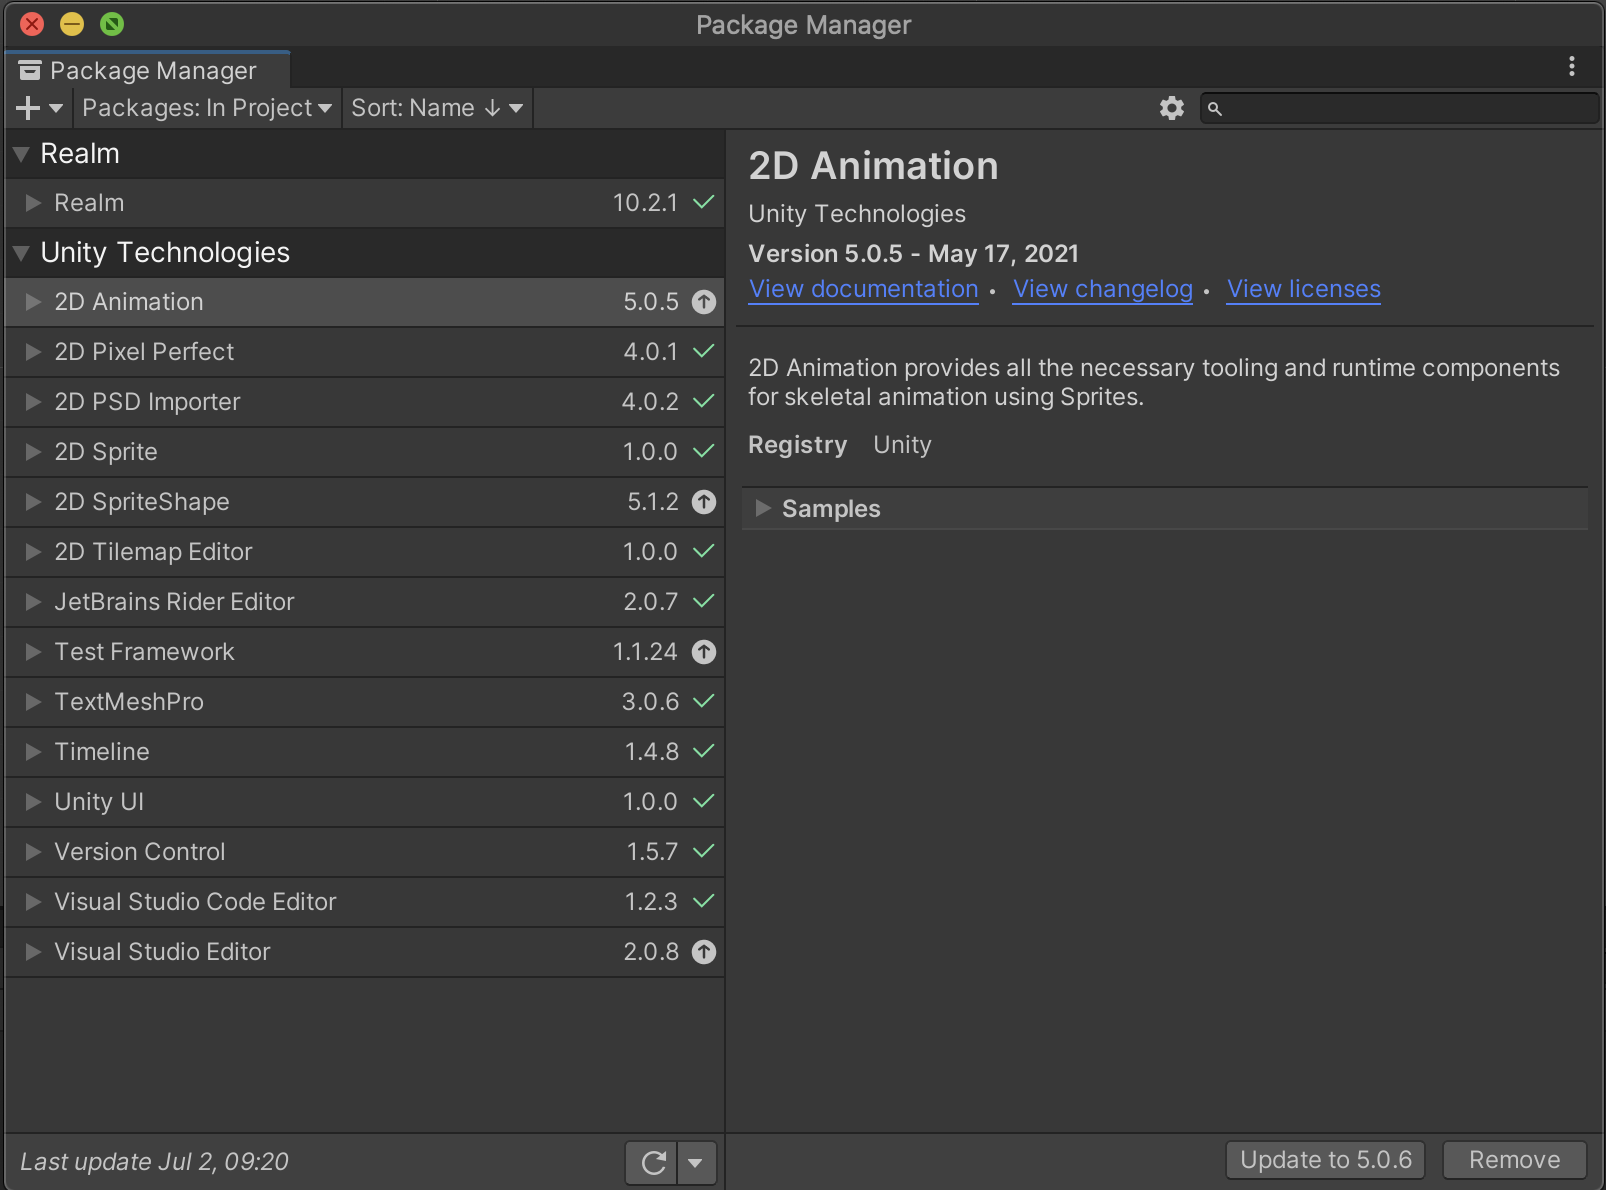 Package Manager
Package Manager
Packages: In Project
Sort: Name ↓
Realm
Realm 10.2.1
Unity Technologies
2D Animation 5.0.5
2D Pixel Perfect 4.0.1
2D PSD Importer 4.0.2
2D Sprite 1.0.0
2D SpriteShape 5.1.2
2D Tilemap Editor 1.0.0
JetBrains Rider Editor 2.0.7
Test Framework 1.1.24
TextMeshPro 3.0.6
Timeline 1.4.8
Unity UI 1.0.0
Version Control 1.5.7
Visual Studio Code Editor 1.2.3
Visual Studio Editor 2.0.8
Last update Jul 2, 09:20
2D Animation
Unity Technologies
Version 5.0.5 - May 17, 2021
View documentation • View changelog • View licenses
2D Animation provides all the necessary tooling and runtime components
for skeletal animation using Sprites.
Registry Unity
Samples
Update to 5.0.6
Remove